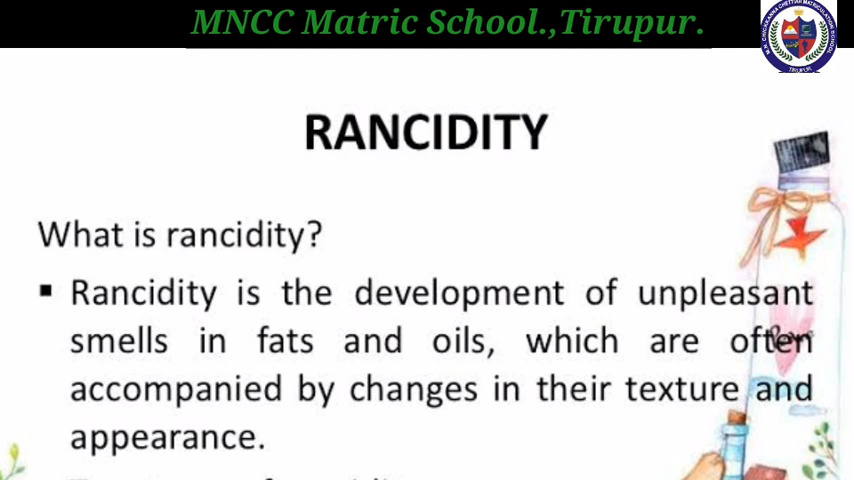 MNCC Matric School.,Tirupur.
RANCIDITY
What is rancidity?
▪ Rancidity is the development of unpleasant
smells in fats and oils, which are often
accompanied by changes in their texture and
appearance.